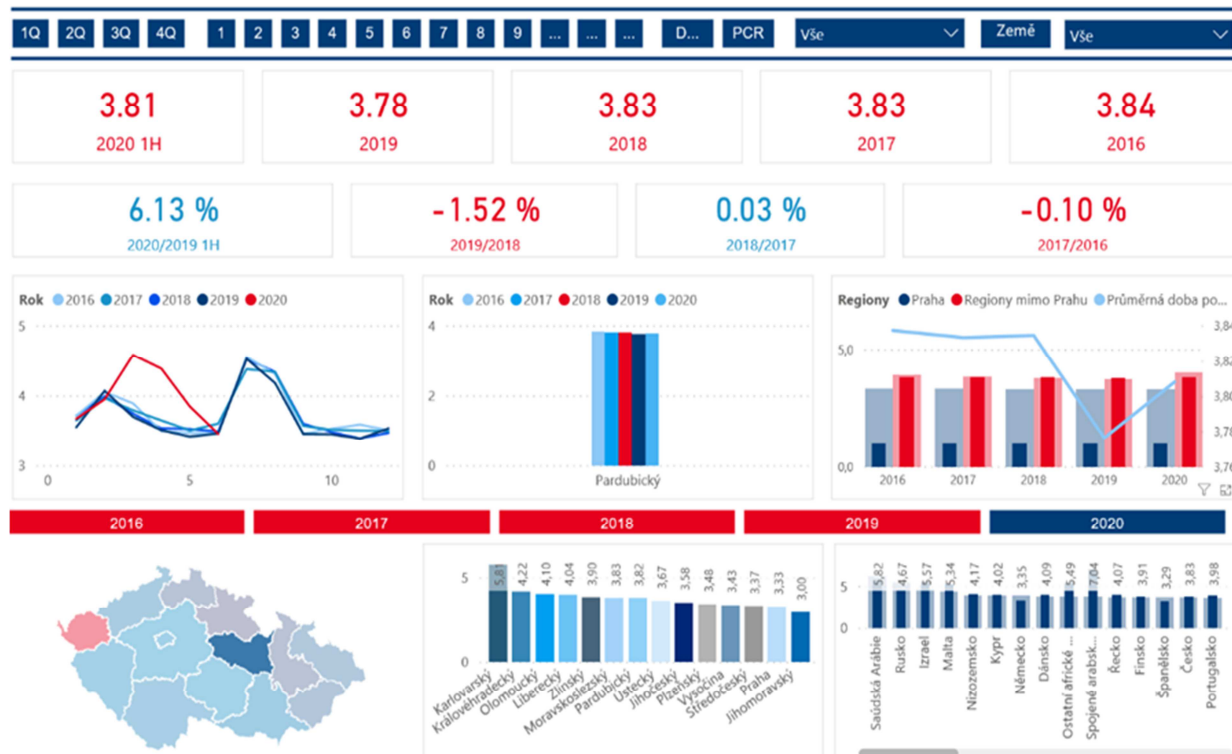 1Q 2Q 3Q 4Q 1 2 3 4 5 6 7 8 9 ... ... ... D... PCR Vše Země Vše
3.81 3.78 3.83 3.83 3.84
2020 1H 2019 2018 2017 2016
6.13 % -1.52 % 0.03 % -0.10 %
2020/2019 1H 2019/2018 2018/2017 2017/2016
Rok 2016 2017 2018 2019 2020
5
4
3
0 5 10
Rok 2016 2017 2018 2019 2020
4
2
0
Pardubický
Regiony Praha Regiony mimo Prahu Průměrná doba po...
5,0
0,0
3,84
3,82
3,80
3,78
3,76
2016 2017 2018 2019 2020
2016 2017 2018 2019 2020
5
0
5,81 4,22 4,10 4,04 3,90 3,83 3,82 3,67 3,58 3,48 3,43 3,37 3,33 3,00
Karlovarský
Královéhradecký
Olomoucký
Liberecký
Zlínský
Moravskoslezský
Pardubický
Ústecký
Jihočeský
Plzeňský
Vysočina
Středočeský
Praha
Jihomoravský
5
0
5,82 4,67 5,57 5,34 4,17 4,02 3,35 4,09 5,49 7,04 4,07 3,91 3,29 3,83 3,98
Saúdská Arábie
Rusko
Izrael
Malta
Nizozemsko
Kypr
Německo
Dánsko
Ostatní africké ...
Spojené arabsk...
Řecko
Finsko
Španělsko
Česko
Portugalsko